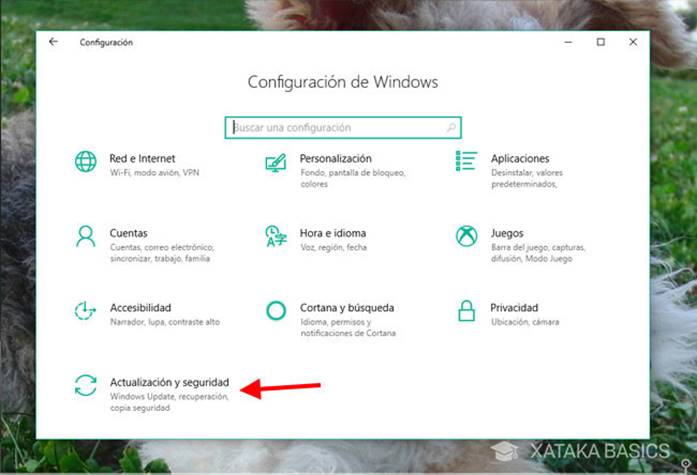 Configuración
Configuración de Windows
Buscar una configuración
Red e Internet
Wi-Fi, modo avión, VPN
Personalización
Fondo, pantalla de bloqueo,
colores
Aplicaciones
Desinstalar, valores
predeterminados,
Cuentas
Cuentas, correo electrónico,
sincronizar, trabajo, familia
Hora e idioma
Voz, región, fecha
Juegos
Barra del juego, capturas,
difusión, Modo Juego
Accesibilidad
Narrador, lupa, contraste alto
Cortana y búsqueda
Idioma, permisos y
notificaciones de Cortana
Privacidad
Ubicación, cámara
Actualización y seguridad
Windows Update, recuperación,
copia seguridad
XATAKA BASICS